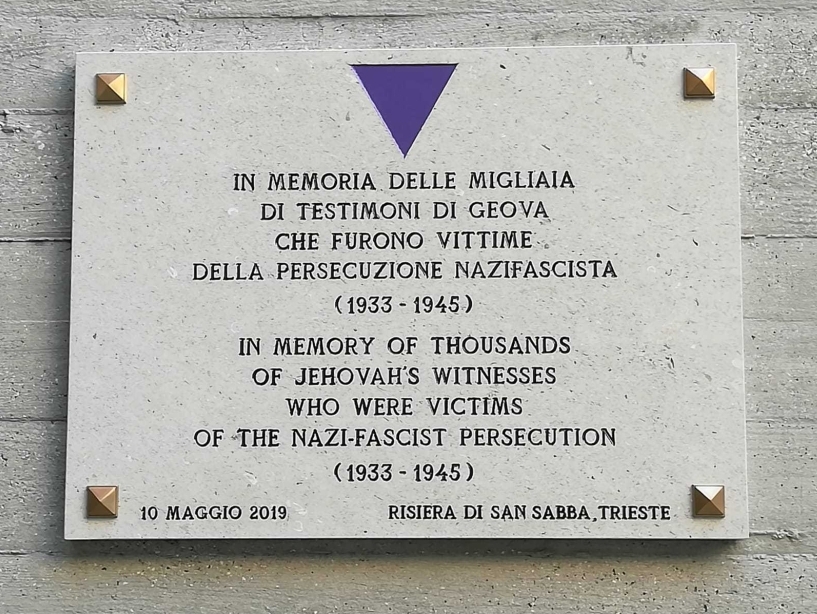 IN MEMORIA DELLE MIGLIAIA
DI TESTIMONI DI GEOVA
CHE FURONO VITTIME
DELLA PERSECUZIONE NAZIFASCISTA
(1933 - 1945)
IN MEMORY OF THOUSANDS
OF JEHOVAH'S WITNESSES
WHO WERE VICTIMS
OF THE NAZI-FASCIST PERSECUTION
(1933 - 1945)
10 MAGGIO 2019 RISIERA DI SAN SABBA, TRIESTE